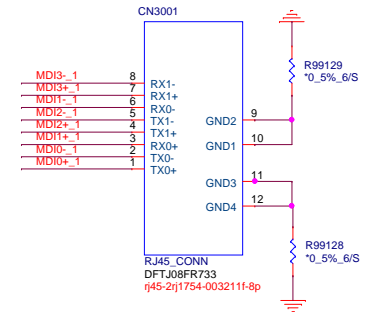 CN3001
MDI3-_1 8 RX1-
MDI3+_1 7 RX1+
MDI1-_1 6 RX0-
MDI2-_1 5 TX1-
MDI2+_1 4 TX1+
MDI1+_1 3 RX0+
MDI0-_1 2 TX0-
MDI0+_1 1 TX0+
GND2 9
GND1 10
GND3 11
GND4 12
R99129
*0_5%_6/S
R99128
*0_5%_6/S
RJ45_CONN
DFTJ08FR733
rj45-2rj1754-003211f-8p